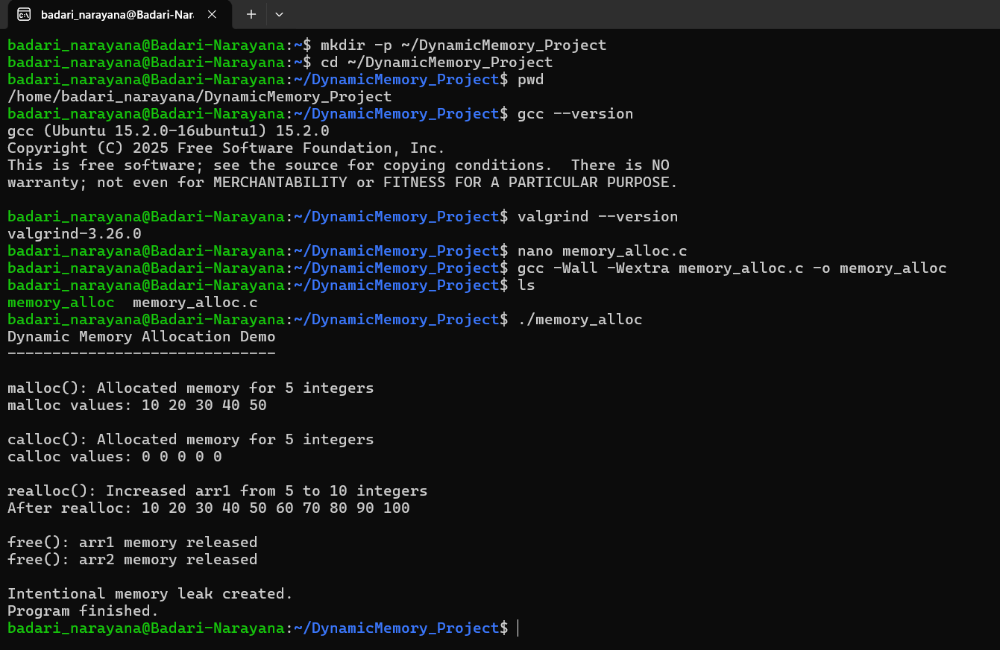 badari_narayana@Badari-Nar
badari_narayana@Badari-Narayana:~$ mkdir -p ~/DynamicMemory_Project
badari_narayana@Badari-Narayana:~$ cd ~/DynamicMemory_Project
badari_narayana@Badari-Narayana:~/DynamicMemory_Project$ pwd
/home/badari_narayana/DynamicMemory_Project
badari_narayana@Badari-Narayana:~/DynamicMemory_Project$ gcc --version
gcc (Ubuntu 15.2.0-16ubuntu1) 15.2.0
Copyright (C) 2025 Free Software Foundation, Inc.
This is free software; see the source for copying conditions.  There is NO
warranty; not even for MERCHANTABILITY or FITNESS FOR A PARTICULAR PURPOSE.

badari_narayana@Badari-Narayana:~/DynamicMemory_Project$ valgrind --version
valgrind-3.26.0
badari_narayana@Badari-Narayana:~/DynamicMemory_Project$ nano memory_alloc.c
badari_narayana@Badari-Narayana:~/DynamicMemory_Project$ gcc -Wall -Wextra memory_alloc.c -o memory_alloc
badari_narayana@Badari-Narayana:~/DynamicMemory_Project$ ls
memory_alloc  memory_alloc.c
badari_narayana@Badari-Narayana:~/DynamicMemory_Project$ ./memory_alloc
Dynamic Memory Allocation Demo
------------------------------

malloc(): Allocated memory for 5 integers
malloc values: 10 20 30 40 50

calloc(): Allocated memory for 5 integers
calloc values: 0 0 0 0 0

realloc(): Increased arr1 from 5 to 10 integers
After realloc: 10 20 30 40 50 60 70 80 90 100

free(): arr1 memory released
free(): arr2 memory released

Intentional memory leak created.
Program finished.
badari_narayana@Badari-Narayana:~/DynamicMemory_Project$